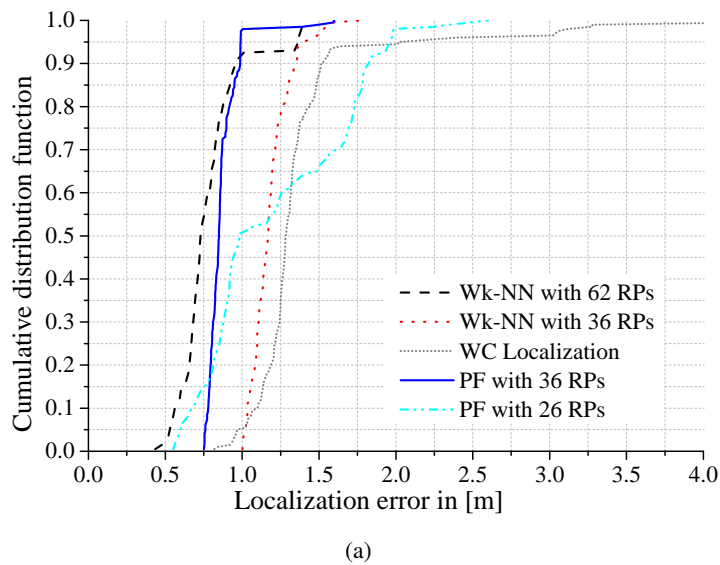 1.0
0.9
0.8
0.7
0.6
0.5
0.4
0.3
0.2
0.1
0.0
Cumulative distribution function
Wk-NN with 62 RPs
Wk-NN with 36 RPs
WC Localization
PF with 36 RPs
PF with 26 RPs
0.0 0.5 1.0 1.5 2.0 2.5 3.0 3.5 4.0
Localization error in [m]
(a)